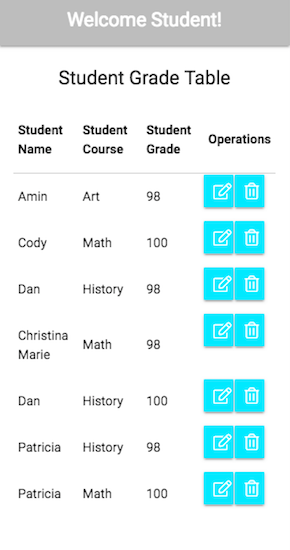 Welcome Student!
Student Grade Table
Student Name Student Course Student Grade Operations
Amin Art 98
Cody Math 100
Dan History 98
Christina Marie Math 98
Dan History 100
Patricia History 98
Patricia Math 100